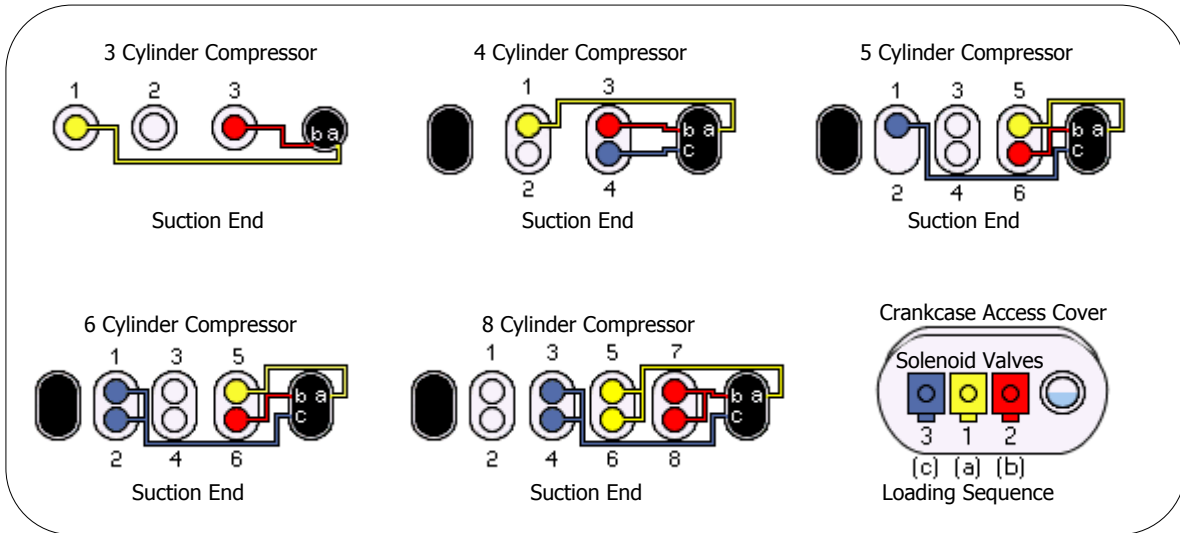 3 Cylinder Compressor
4 Cylinder Compressor
5 Cylinder Compressor
1 2 3
b a
Suction End
1 3
b a
c
2 4
Suction End
1 3 5
b a
c
2 4 6
Suction End
6 Cylinder Compressor
8 Cylinder Compressor
Crankcase Access Cover
1 3 5
b a
c
2 4 6
Suction End
1 3 5 7
b a
c
2 4 6 8
Suction End
Solenoid Valves
3 1 2
(c) (a) (b)
Loading Sequence